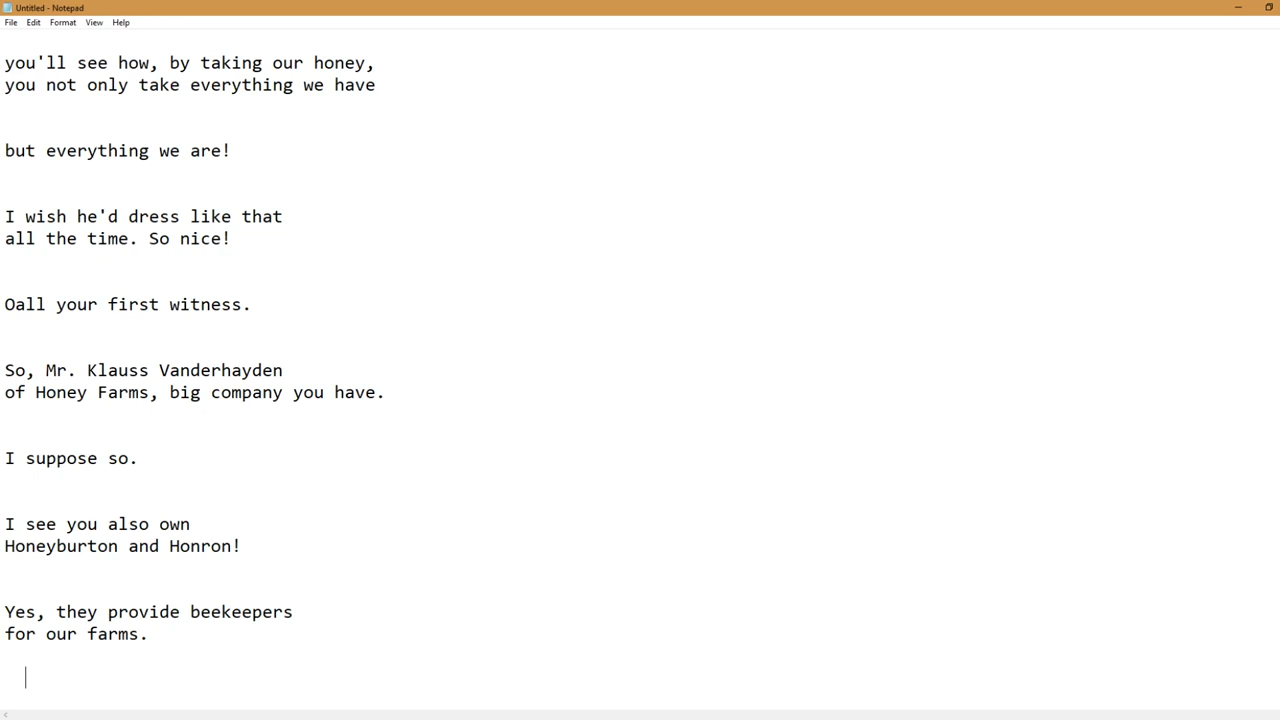 Untitled - Notepad
File Edit Format View Help
you'll see how, by taking our honey,
you not only take everything we have
but everything we are!
I wish he'd dress like that
all the time. So nice!
Oall your first witness.
So, Mr. Klauss Vanderhayden
of Honey Farms, big company you have.
I suppose so.
I see you also own
Honeyburton and Honron!
Yes, they provide beekeepers
for our farms.